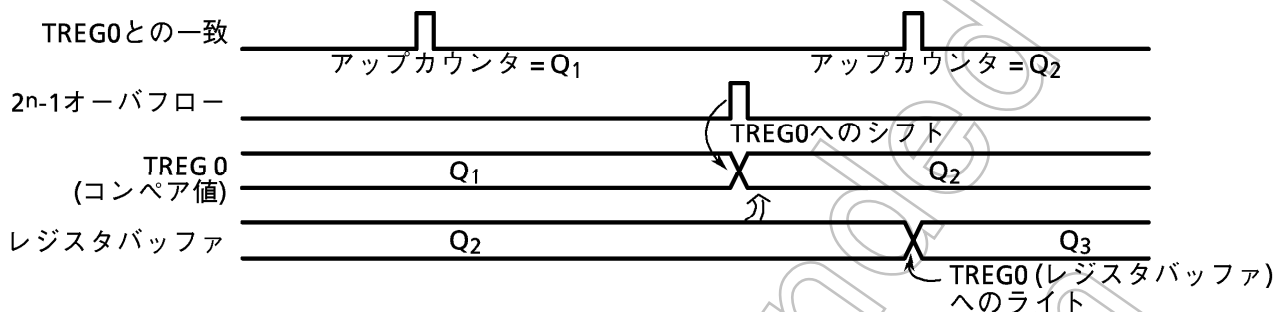 TREG0との一致
アップカウンタ = Q1
アップカウンタ = Q2
2n-1オーバフロー
TREG0へのシフト
TREG 0
(コンペア値)
Q1
Q2
レジスタバッファ
Q2
Q3
TREG0 (レジスタバッファ)
へのライト